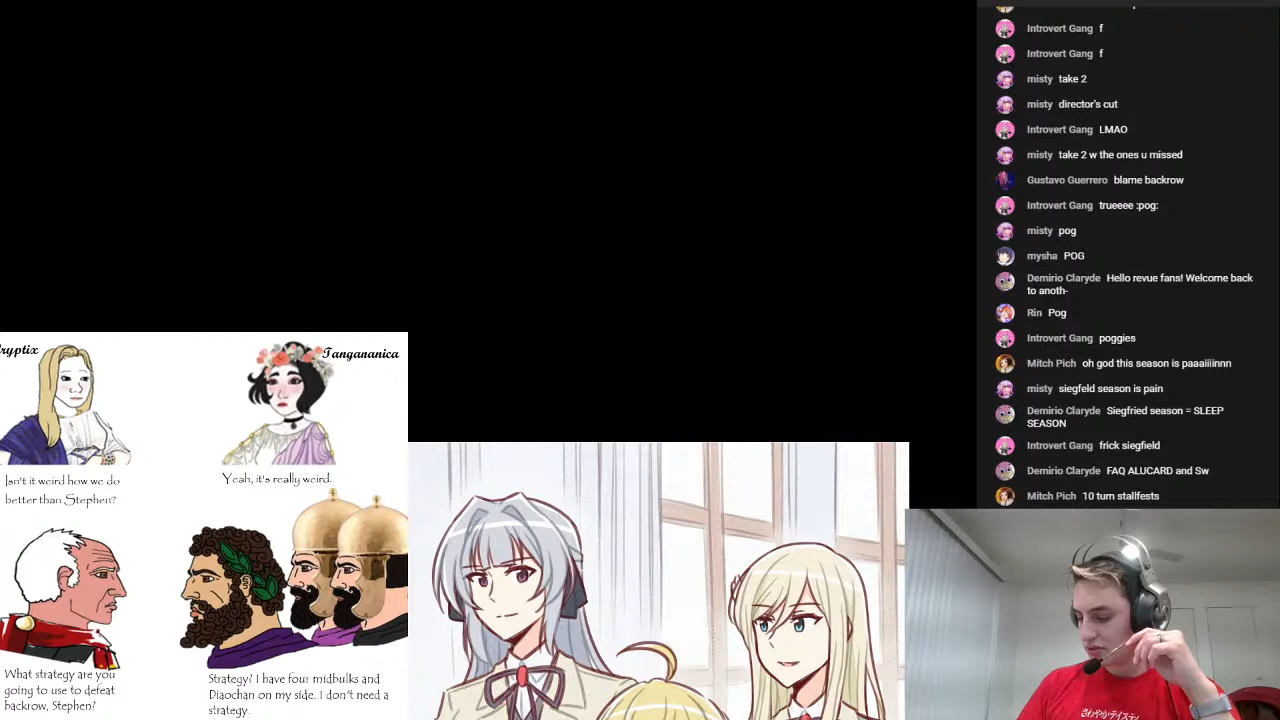 Introvert Gang f
Introvert Gang f
misty take 2
misty director's cut
Introvert Gang LMAO
misty take 2 w the ones u missed
Gustavo Guerrero blame backrow
Introvert Gang trueeee :pog:
misty pog
mysha POG
Demirio Claryde Hello revue fans! Welcome back
to anoth-
Rin Pog
Introvert Gang poggies
Mitch Pich oh god this season is paaaiiiinnn
misty siegfeld season is pain
Demirio Claryde Siegfried season = SLEEP
SEASON
Introvert Gang frick siegfield
Demirio Claryde FAQ ALUCARD and Sw
Mitch Pich 10 turn stallfests
ryptix
Tangananica
Isn't it weird how we do
better than Stephen?
Yeah, it's really weird.
What strategy are you
going to use to defeat
backrow, Stephen?
Strategy? I have four midbulks and
Diaochan on my side. I don't need a
strategy.